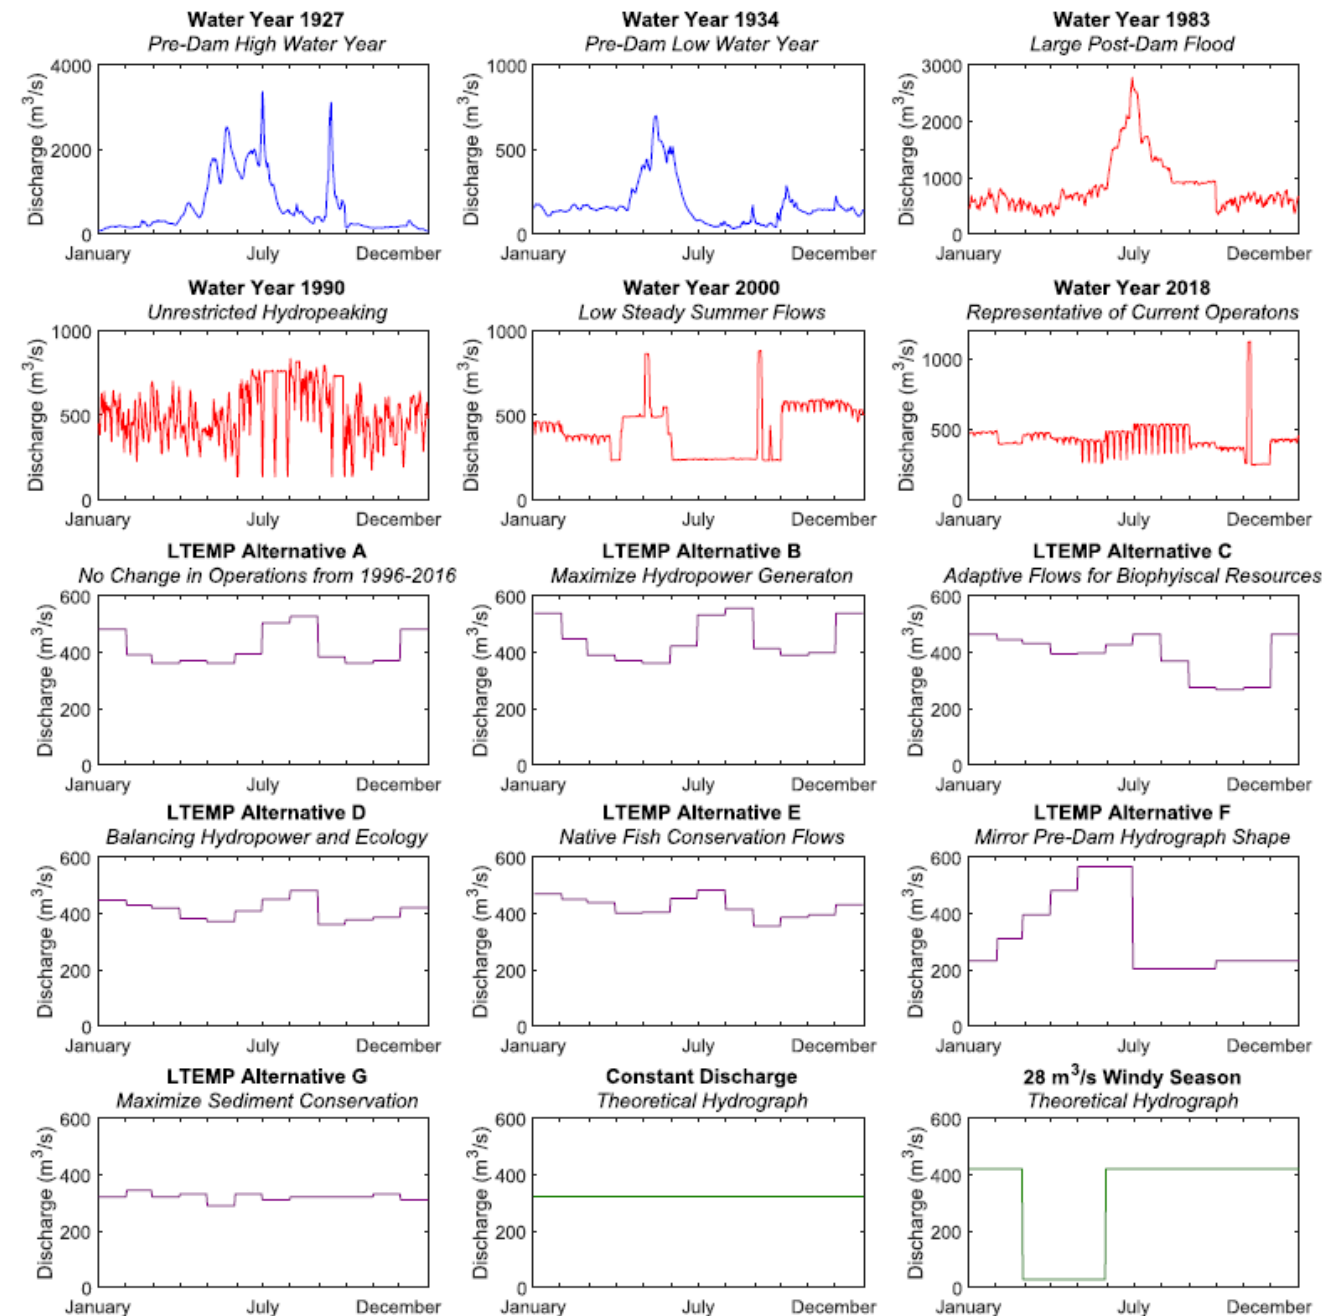 Water Year 1927
Pre-Dam High Water Year
Water Year 1934
Pre-Dam Low Water Year
Water Year 1983
Large Post-Dam Flood
Discharge (m³/s)
4000
2000
0
January
July
December
Discharge (m³/s)
1000
500
0
January
July
December
Discharge (m³/s)
3000
2000
1000
0
January
July
December
Water Year 1990
Unrestricted Hydropeaking
Water Year 2000
Low Steady Summer Flows
Water Year 2018
Representative of Current Operatons
Discharge (m³/s)
1000
500
0
January
July
December
Discharge (m³/s)
1000
500
0
January
July
December
Discharge (m³/s)
1000
500
0
January
July
December
LTEMP Alternative A
No Change in Operations from 1996-2016
LTEMP Alternative B
Maximize Hydropower Generaton
LTEMP Alternative C
Adaptive Flows for Biophyiscal Resources
Discharge (m³/s)
600
400
200
0
January
July
December
Discharge (m³/s)
600
400
200
0
January
July
December
Discharge (m³/s)
600
400
200
0
January
July
December
LTEMP Alternative D
Balancing Hydropower and Ecology
LTEMP Alternative E
Native Fish Conservation Flows
LTEMP Alternative F
Mirror Pre-Dam Hydrograph Shape
Discharge (m³/s)
600
400
200
0
January
July
December
Discharge (m³/s)
600
400
200
0
January
July
December
Discharge (m³/s)
600
400
200
0
January
July
December
LTEMP Alternative G
Maximize Sediment Conservation
Constant Discharge
Theoretical Hydrograph
28 m³/s Windy Season
Theoretical Hydrograph
Discharge (m³/s)
600
400
200
0
January
July
December
Discharge (m³/s)
600
400
200
0
January
July
December
Discharge (m³/s)
600
400
200
0
January
July
December